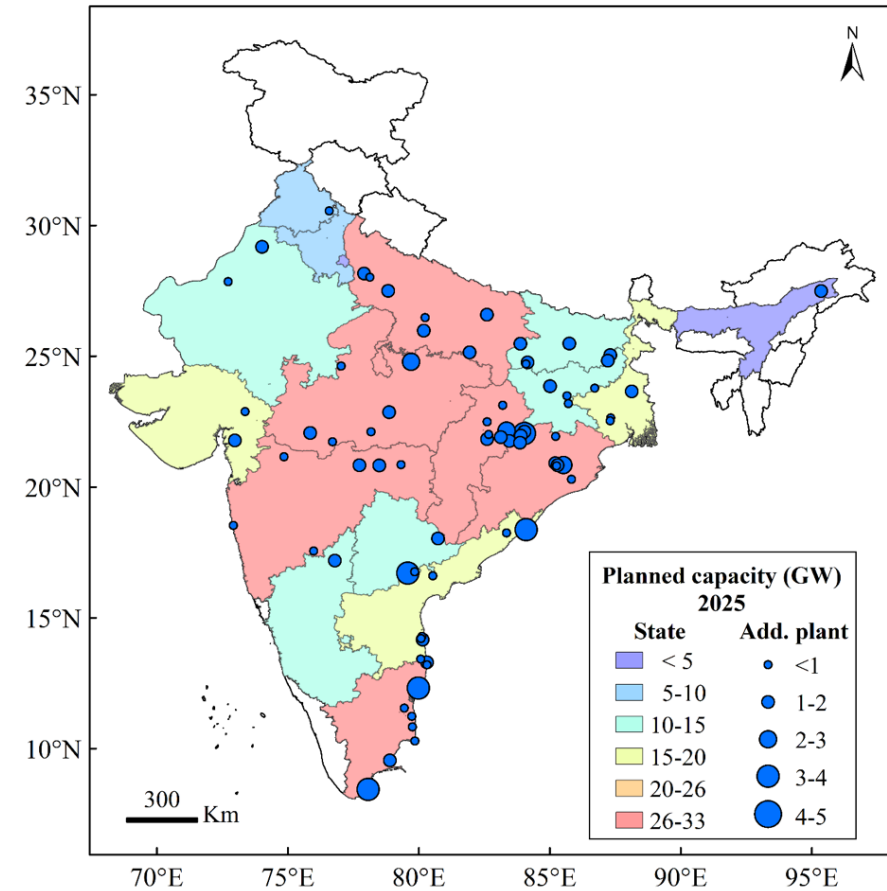 N
35°N
30°N
25°N
20°N
15°N
10°N
300
Km
Planned capacity (GW)
2025
State Add. plant
< 5 <1
5-10 1-2
10-15 2-3
15-20 3-4
20-26 4-5
26-33
70°E 75°E 80°E 85°E 90°E 95°E